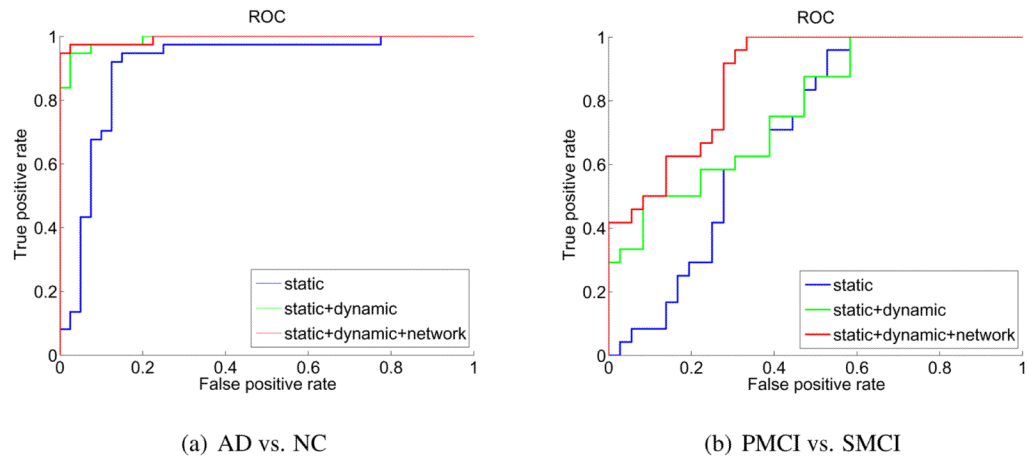 ROC
1
0.8
0.6
0.4
0.2
0
True positive rate
0 0.2 0.4 0.6 0.8 1
False positive rate
static
static+dynamic
static+dynamic+network
(a) AD vs. NC
ROC
1
0.8
0.6
0.4
0.2
0
True positive rate
0 0.2 0.4 0.6 0.8 1
False positive rate
static
static+dynamic
static+dynamic+network
(b) PMCI vs. SMCI